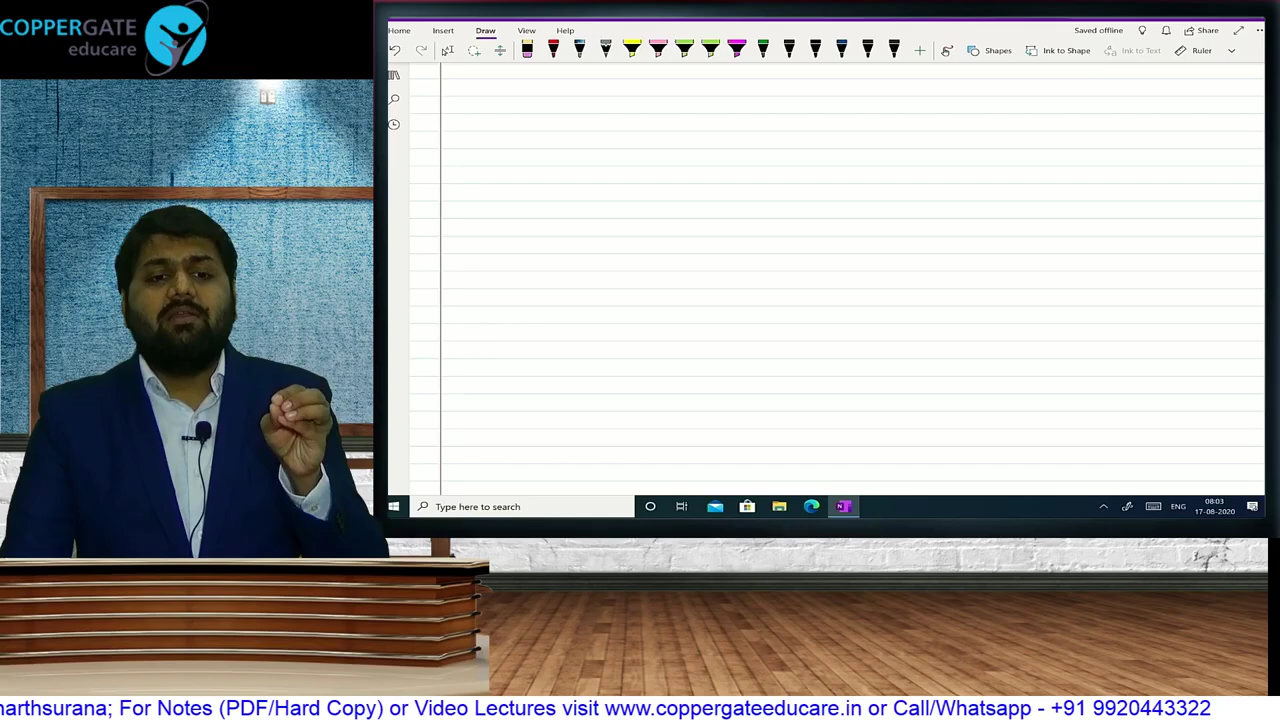 COPPERGATE
educare
Home Insert Draw View Help
Saved offline
Share
Shapes
Ink to Shape
Ink to Text
Ruler
Type here to search
ENG
08:03
17-08-2020
harthsurana; For Notes (PDF/Hard Copy) or Video Lectures visit www.coppergateeducare.in or Call/Whatsapp - +91 9920443322